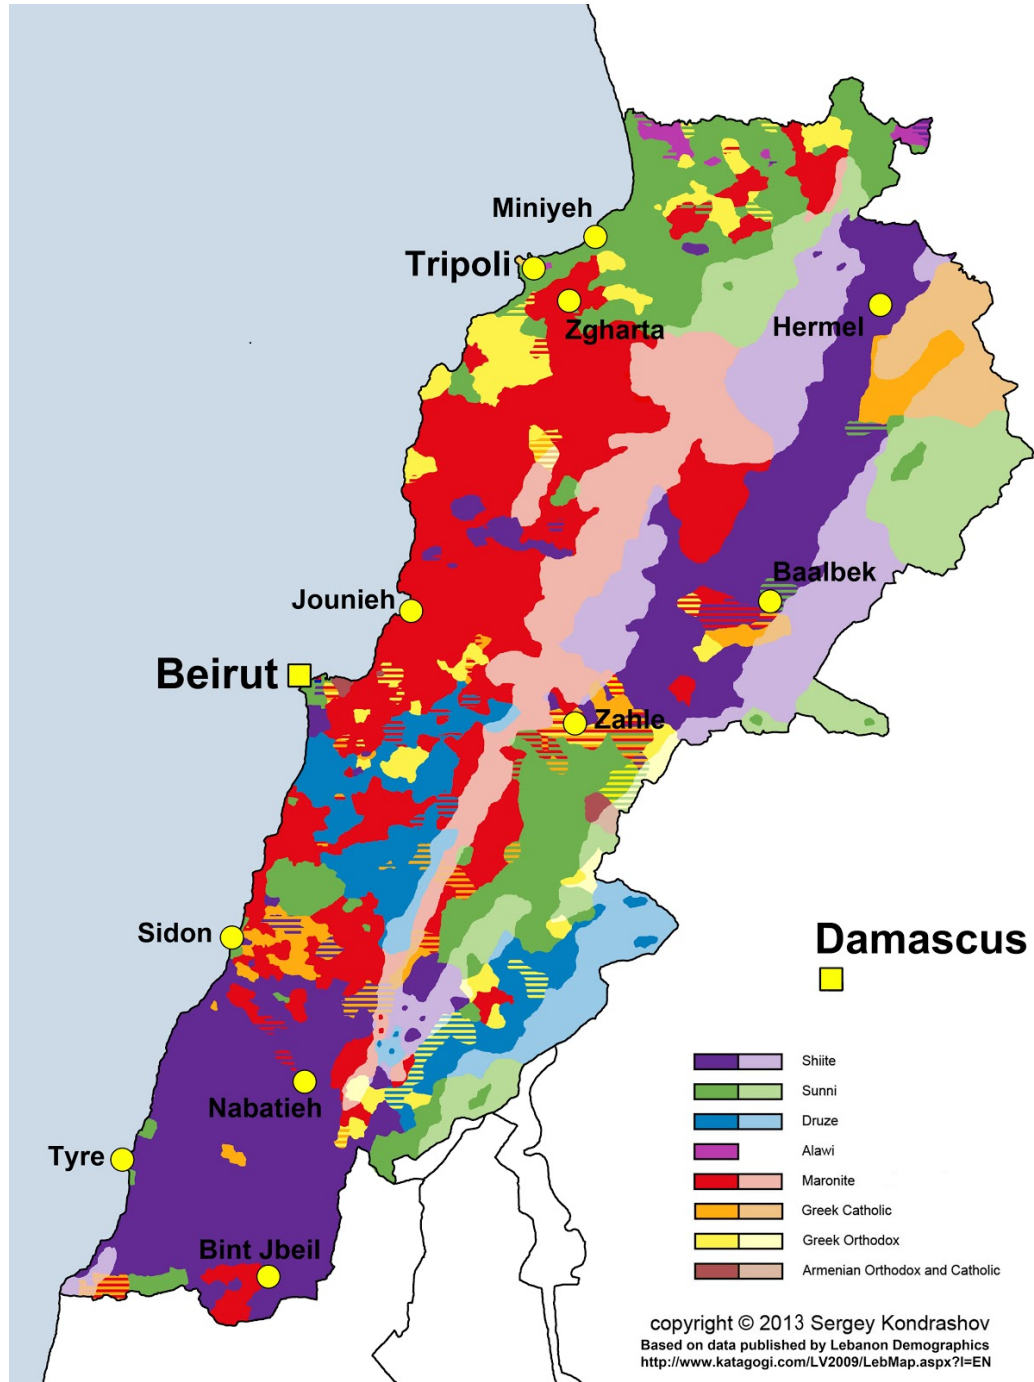 Miniyeh
Tripoli
Zgharta
Hermel
Baalbek
Jounieh
Beirut
Zahle
Sidon
Damascus
Nabatieh
Tyre
Bint Jbeil
Shiite
Sunni
Druze
Alawi
Maronite
Greek Catholic
Greek Orthodox
Armenian Orthodox and Catholic
copyright © 2013 Sergey Kondrashov
Based on data published by Lebanon Demographics
http://www.katagogi.com/LV2009/LebMap.aspx?l=EN